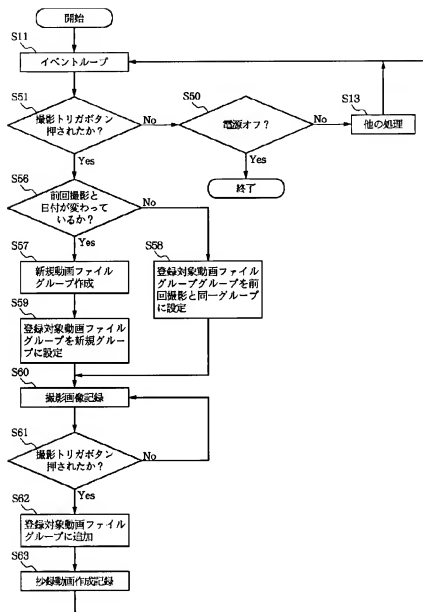 開始
S11
イベントループ
S51
撮影トリガボタン
押されたか？
No
Yes
S50
電源オフ？
No
Yes
S13
他の処理
終了
S56
前回撮影と
日付が変わって
いるか？
No
Yes
S57
新規動画ファイル
グループ作成
S58
登録対象動画ファイル
グループグループを前
回撮影と同一グループ
に設定
S59
登録対象動画ファイル
グループを新規グルー
プに設定
S60
撮影画像記録
S61
撮影トリガボタン
押されたか？
No
Yes
S62
登録対象動画ファイル
グループに追加
S63
抄録動画作成記録